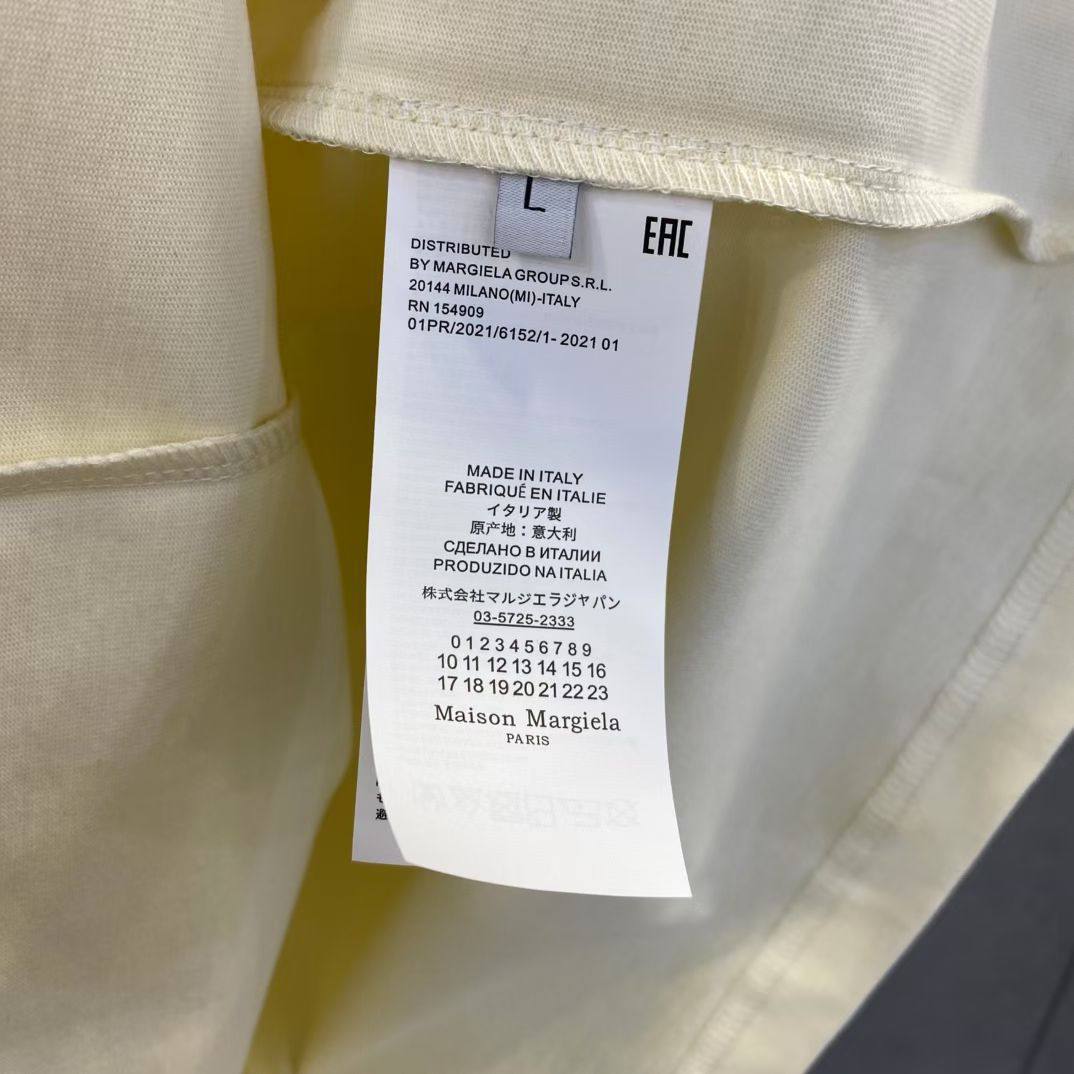 L
EAC
DISTRIBUTED
BY MARGIELA GROUP S.R.L.
20144 MILANO(MI)-ITALY
RN 154909
01PR/2021/6152/1- 2021 01
MADE IN ITALY
FABRIQUÉ EN ITALIE
イタリア製
原产地：意大利
СДЕЛАНО В ИТАЛИИ
PRODUZIDO NA ITALIA
株式会社マルジエラジャパン
03-5725-2333
0 1 2 3 4 5 6 7 8 9
10 11 12 13 14 15 16
17 18 19 20 21 22 23
Maison Margiela
PARIS